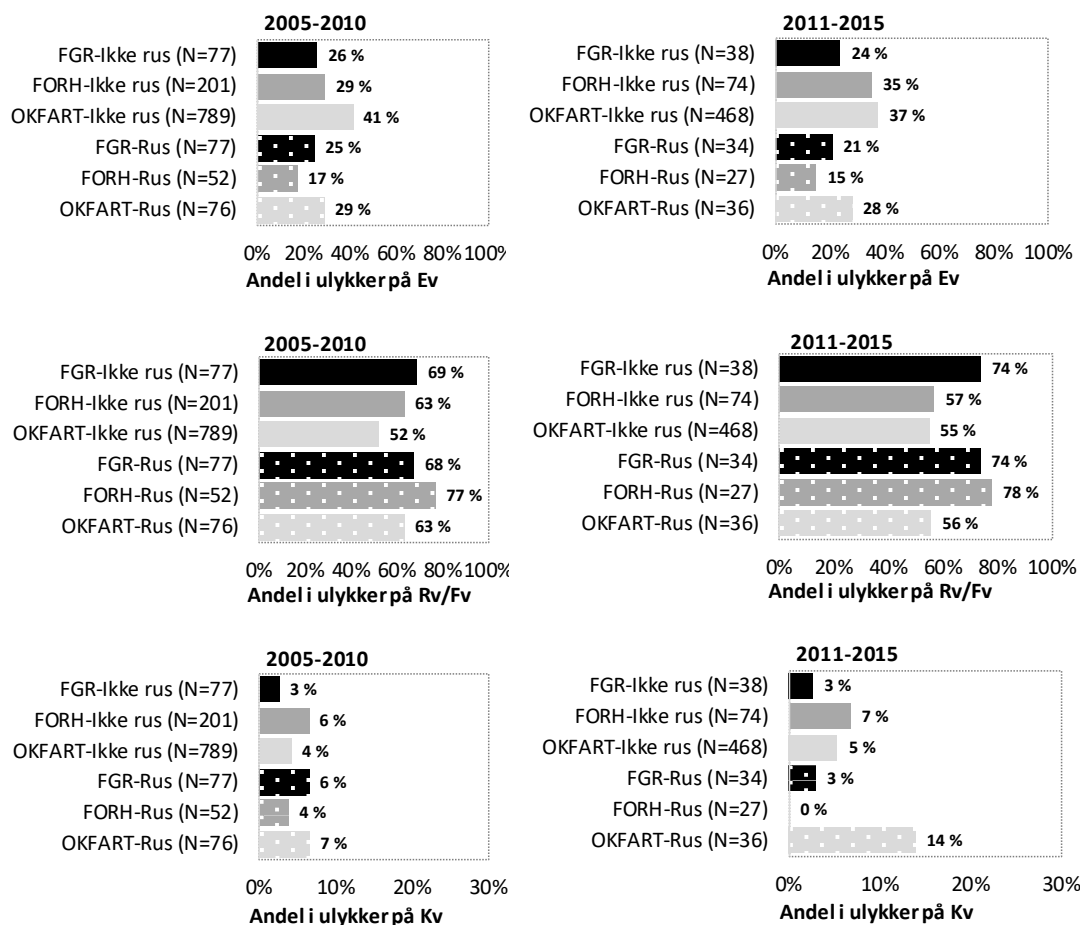 2005-2010
FGR-Ikke rus (N=77) 26 %
FORH-Ikke rus (N=201) 29 %
OKFART-Ikke rus (N=789) 41 %
FGR-Rus (N=77) 25 %
FORH-Rus (N=52) 17 %
OKFART-Rus (N=76) 29 %
0% 20% 40% 60% 80% 100%
Andel i ulykker på Ev
2011-2015
FGR-Ikke rus (N=38) 24 %
FORH-Ikke rus (N=74) 35 %
OKFART-Ikke rus (N=468) 37 %
FGR-Rus (N=34) 21 %
FORH-Rus (N=27) 15 %
OKFART-Rus (N=36) 28 %
0% 20% 40% 60% 80% 100%
Andel i ulykker på Ev
2005-2010
FGR-Ikke rus (N=77) 69 %
FORH-Ikke rus (N=201) 63 %
OKFART-Ikke rus (N=789) 52 %
FGR-Rus (N=77) 68 %
FORH-Rus (N=52) 77 %
OKFART-Rus (N=76) 63 %
0% 20% 40% 60% 80% 100%
Andel i ulykker på Rv/Fv
2011-2015
FGR-Ikke rus (N=38) 74 %
FORH-Ikke rus (N=74) 57 %
OKFART-Ikke rus (N=468) 55 %
FGR-Rus (N=34) 74 %
FORH-Rus (N=27) 78 %
OKFART-Rus (N=36) 56 %
0% 20% 40% 60% 80% 100%
Andel i ulykker på Rv/Fv
2005-2010
FGR-Ikke rus (N=77) 3 %
FORH-Ikke rus (N=201) 6 %
OKFART-Ikke rus (N=789) 4 %
FGR-Rus (N=77) 6 %
FORH-Rus (N=52) 4 %
OKFART-Rus (N=76) 7 %
0% 10% 20% 30%
Andel i ulykker på Kv
2011-2015
FGR-Ikke rus (N=38) 3 %
FORH-Ikke rus (N=74) 7 %
OKFART-Ikke rus (N=468) 5 %
FGR-Rus (N=34) 3 %
FORH-Rus (N=27) 0 %
OKFART-Rus (N=36) 14 %
0% 10% 20% 30%
Andel i ulykker på Kv